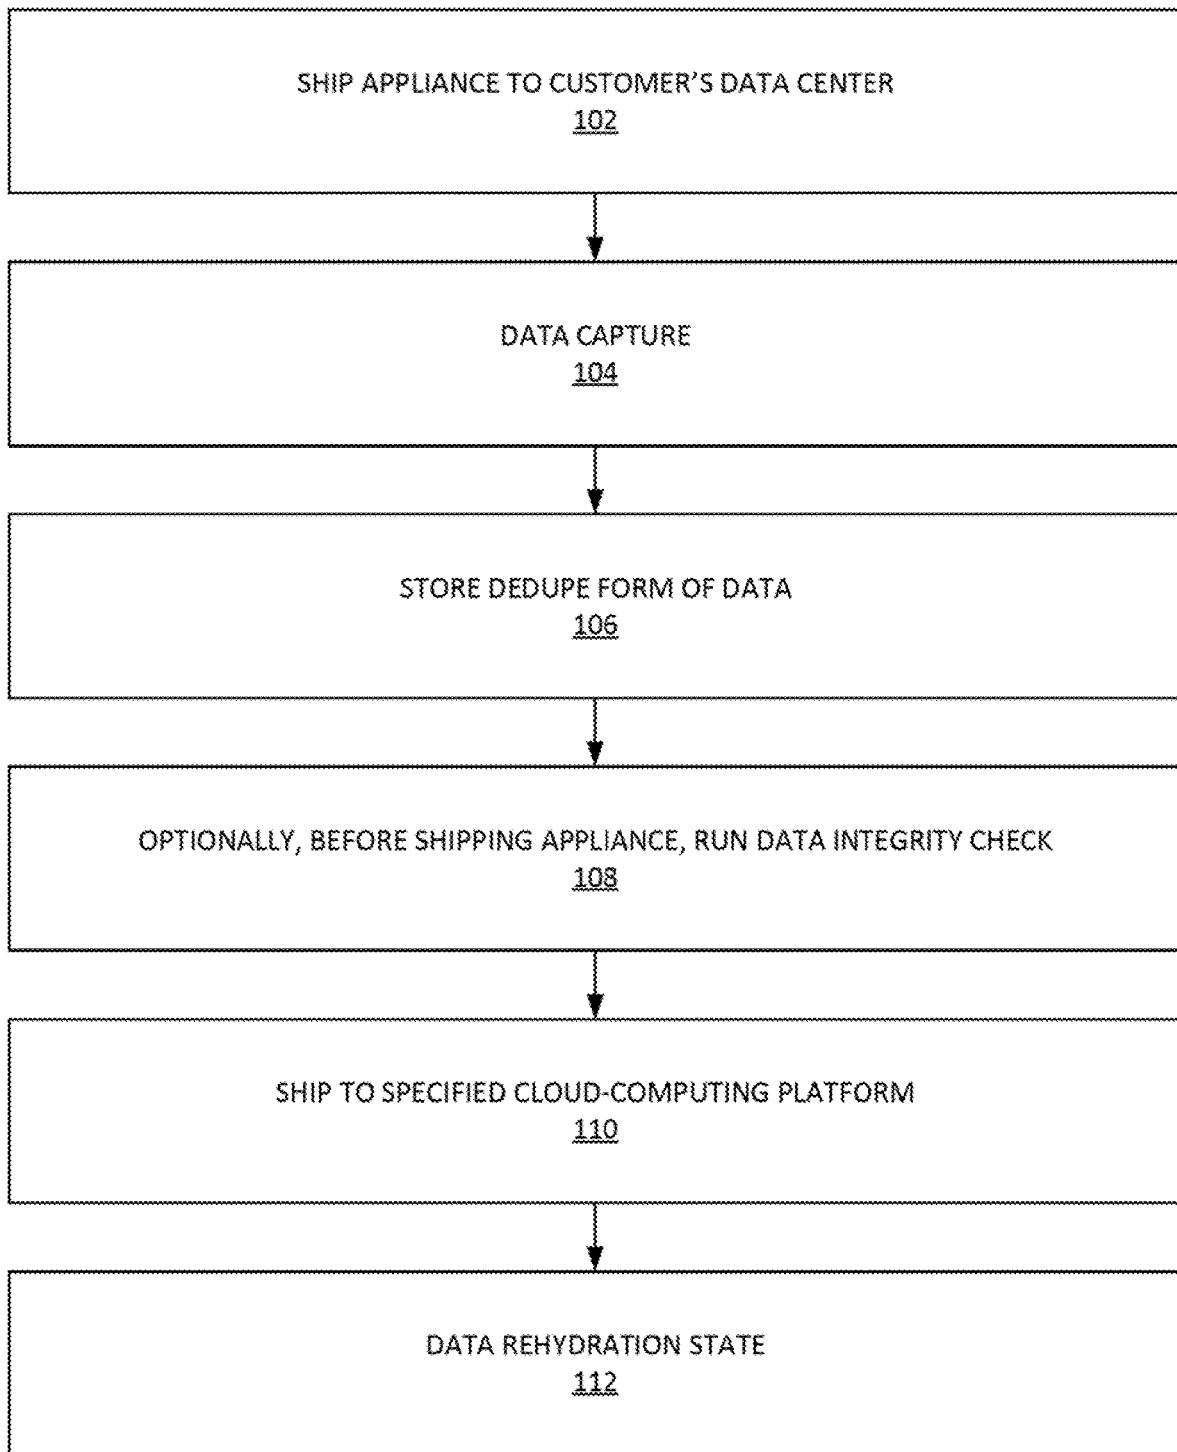 SHIP APPLIANCE TO CUSTOMER'S DATA CENTER
102
DATA CAPTURE
104
STORE DEDUPE FORM OF DATA
106
OPTIONALLY, BEFORE SHIPPING APPLIANCE, RUN DATA INTEGRITY CHECK
108
SHIP TO SPECIFIED CLOUD-COMPUTING PLATFORM
110
DATA REHYDRATION STATE
112